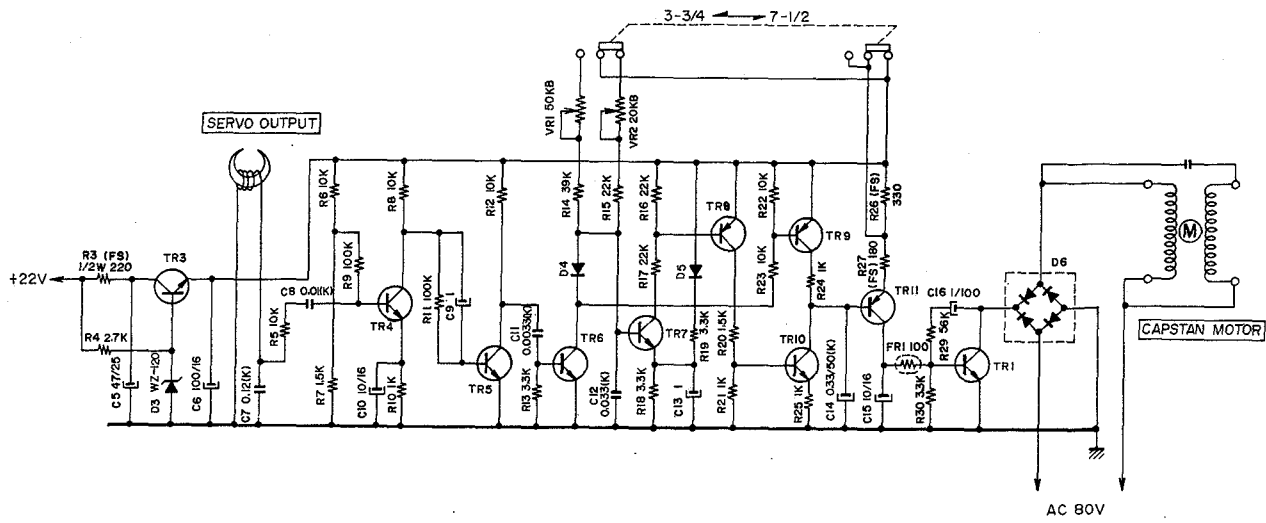 3-3/4 7-1/2
SERVO OUTPUT
VR1 50KB
VR2 20KB
+22V
R3 (FS)
1/2W 220
TR3
R4 2.7K
C5 47/25
D3 WZ-120
C6 100/16
C7 0.12(K)
R5 10K
C8 0.01(K)
R6 10K
R7 1.5K
R9 100K
R8 10K
TR4
C10 10/16
R10 1K
R11 100K
C9 1
R12 10K
TR5
C11
0.0033(K)
R13 3.3K
R14 39K
D4
TR6
R15 22K
C12
0.033(K)
R16 22K
R17 22K
TR7
R18 3.3K
D5
R19 3.3K
C13 1
TR8
R20 1.5K
R21 1K
R22 10K
R23 10K
TR9
R24 1K
TR10
R25 1K
C14 0.33/50(K)
R26 (FS)
330
R27
(FS) 180
TR11
C15 10/16
FR1 100
C16 1/100
R29 56K
R30 3.3K
TR1
D6
M
CAPSTAN MOTOR
AC 80V